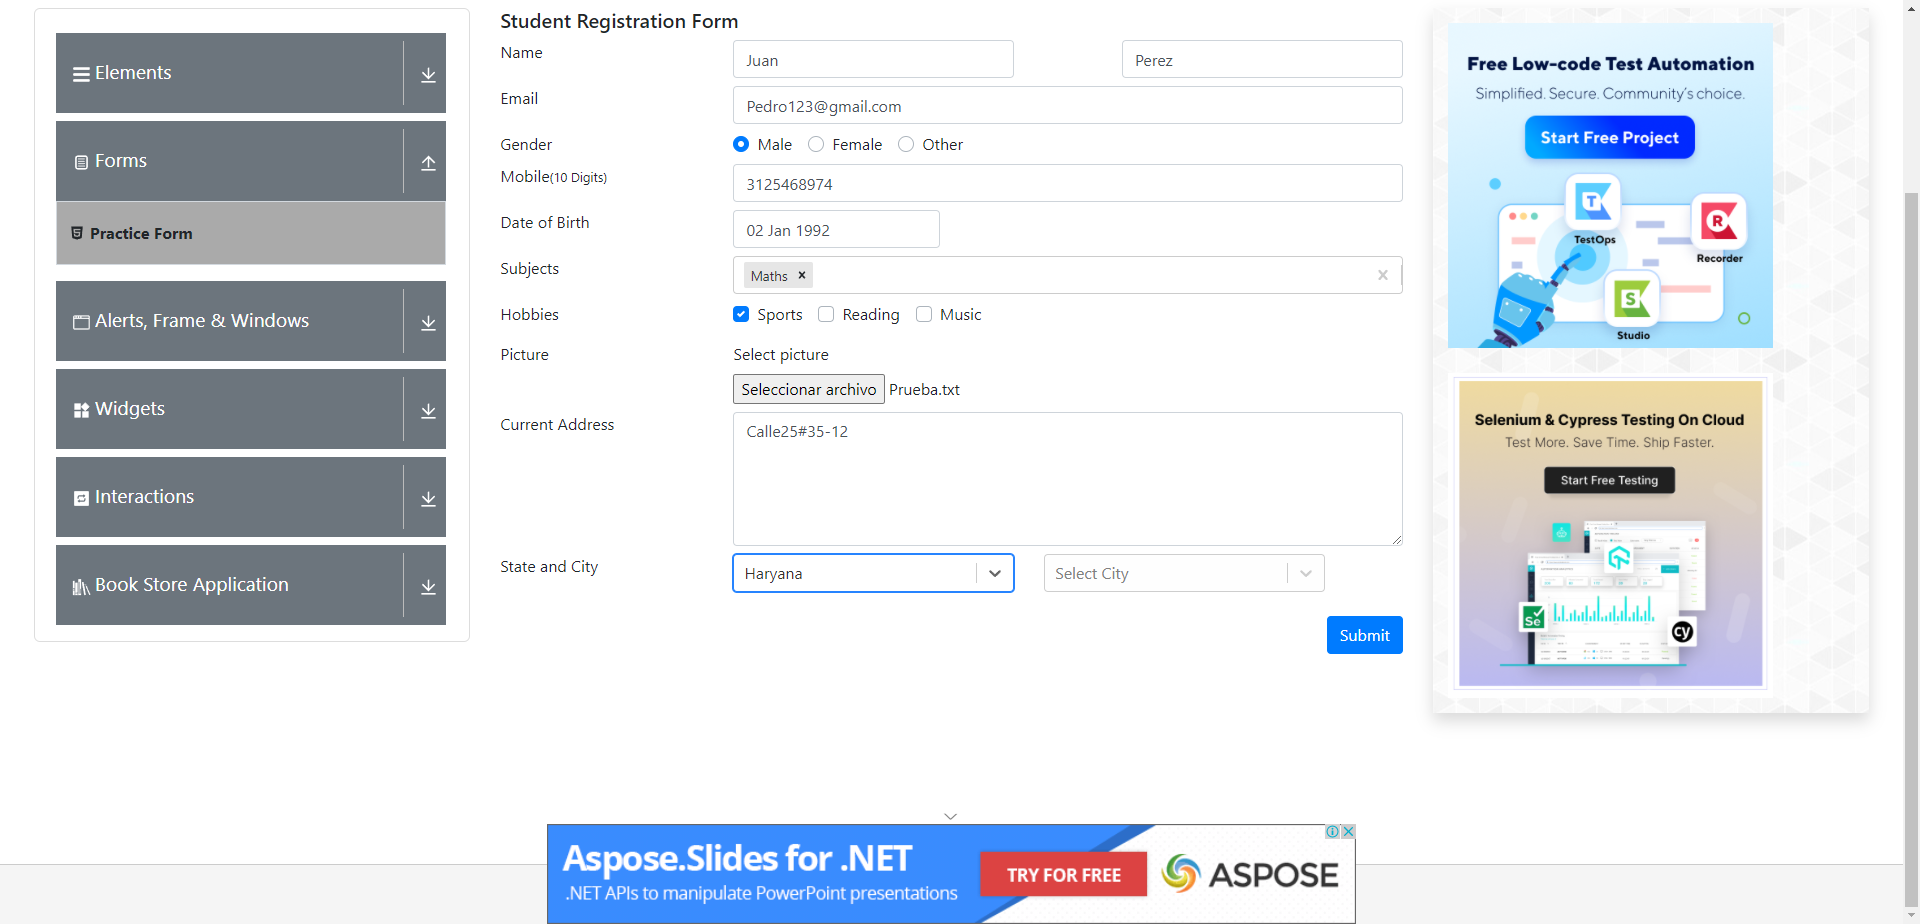 Elements
Forms
Practice Form
Alerts, Frame & Windows
Widgets
Interactions
Book Store Application
Student Registration Form
Name
Juan
Perez
Email
Pedro123@gmail.com
Gender
Male
Female
Other
Mobile(10 Digits)
3125468974
Date of Birth
02 Jan 1992
Subjects
Maths
Hobbies
Sports
Reading
Music
Picture
Select picture
Seleccionar archivo Prueba.txt
Current Address
Calle25#35-12
State and City
Haryana
Select City
Submit
Free Low-code Test Automation
Simplified. Secure. Community's choice.
Start Free Project
T
TestOps
R
Recorder
S
Studio
Selenium & Cypress Testing On Cloud
Test More. Save Time. Ship Faster.
Start Free Testing
Se
cy
Aspose.Slides for .NET
.NET APIs to manipulate PowerPoint presentations
TRY FOR FREE
ASPOSE